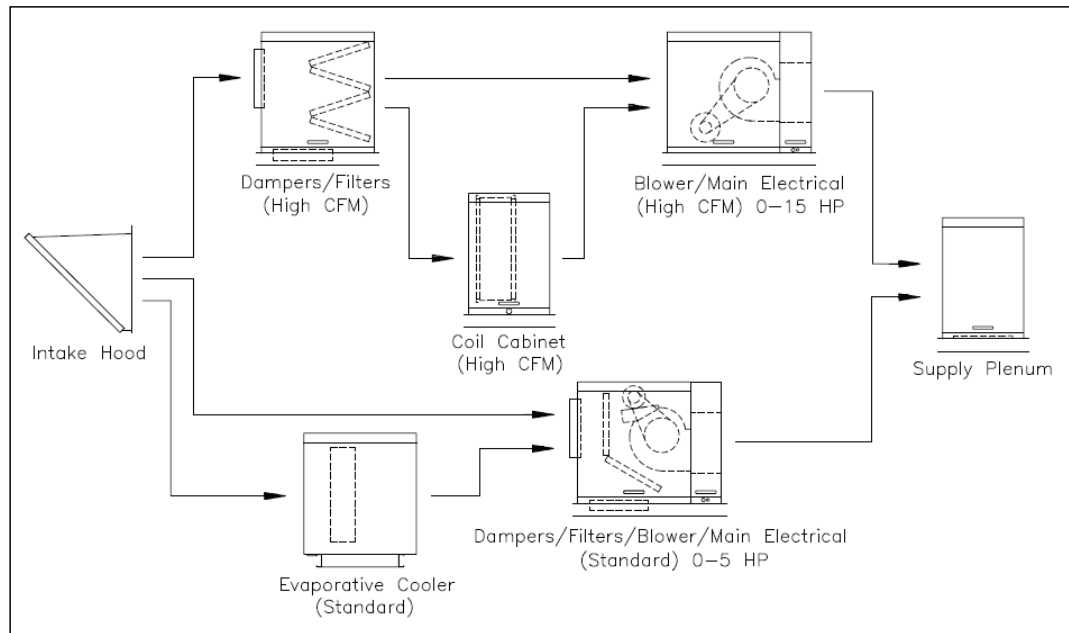 Dampers/Filters
(High CFM)
Blower/Main Electrical
(High CFM) 0-15 HP
Intake Hood
Coil Cabinet
(High CFM)
Supply Plenum
Dampers/Filters/Blower/Main Electrical
(Standard) 0-5 HP
Evaporative Cooler
(Standard)